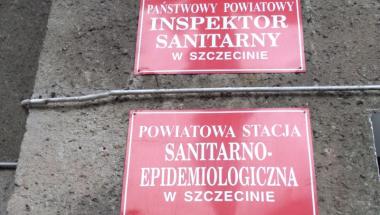 PAŃSTWOWY POWIATOWY
INSPEKTOR
SANITARNY
W SZCZECINIE
POWIATOWA STACJA
SANITARNO-
EPIDEMIOLOGICZNA
W SZCZECINIE